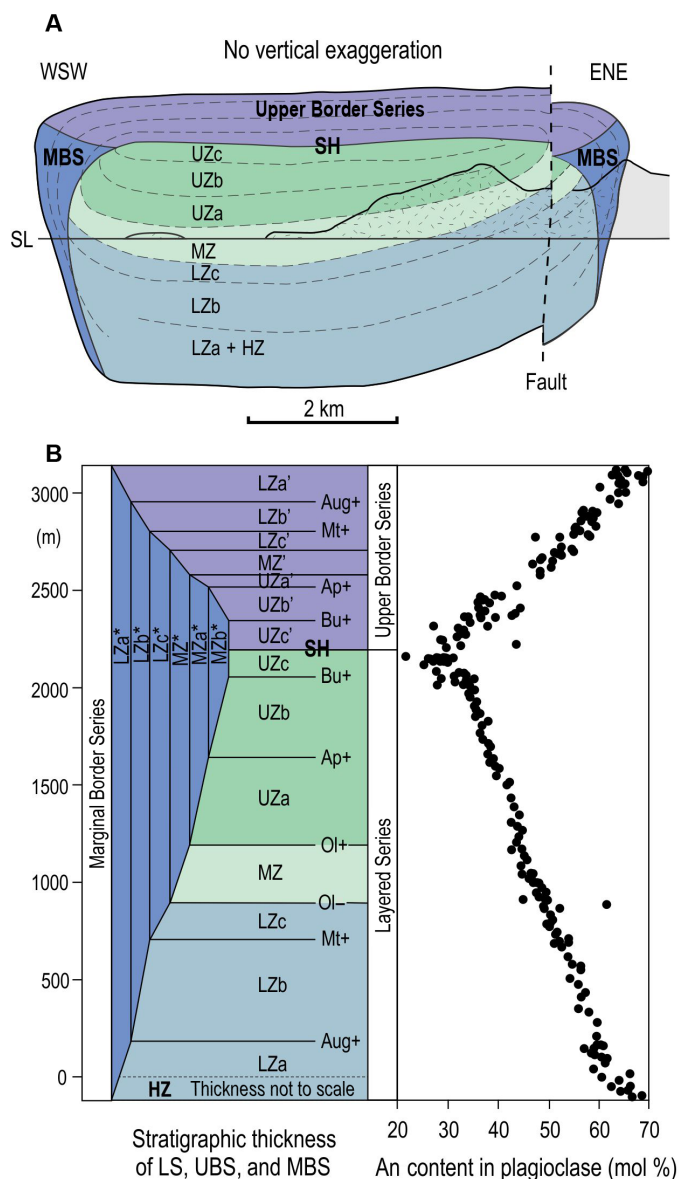 A
No vertical exaggeration
WSW
ENE
Upper Border Series
SH
MBS
UZc
MBS
UZb
UZa
SL
MZ
LZc
LZb
LZa + HZ
Fault
2 km
B
3000
(m)
2500
2000
1500
1000
500
0
Marginal Border Series
LZa*
LZb*
LZc*
MZ*
MZa*
MZb*
LZa’
Aug+
LZb’
Mt+
LZc’
MZ’
UZa’
Ap+
UZb’
Bu+
UZc’
SH
UZc
Bu+
UZb
Ap+
UZa
Ol+
MZ
Ol–
LZc
Mt+
LZb
Aug+
LZa
HZ Thickness not to scale
Upper Border Series
Layered Series
20 30 40 50 60 70
Stratigraphic thickness
of LS, UBS, and MBS
An content in plagioclase (mol %)